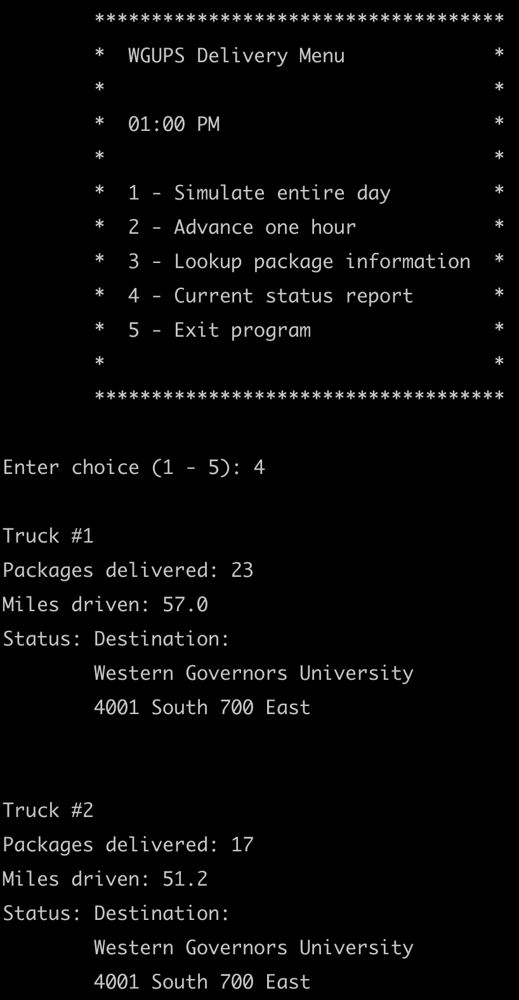 ************************************
*  WGUPS Delivery Menu             *
*                                  *
*  01:00 PM                        *
*                                  *
*  1 - Simulate entire day         *
*  2 - Advance one hour            *
*  3 - Lookup package information  *
*  4 - Current status report       *
*  5 - Exit program                *
*                                  *
************************************
Enter choice (1 - 5): 4
Truck #1
Packages delivered: 23
Miles driven: 57.0
Status: Destination:
Western Governors University
4001 South 700 East
Truck #2
Packages delivered: 17
Miles driven: 51.2
Status: Destination:
Western Governors University
4001 South 700 East